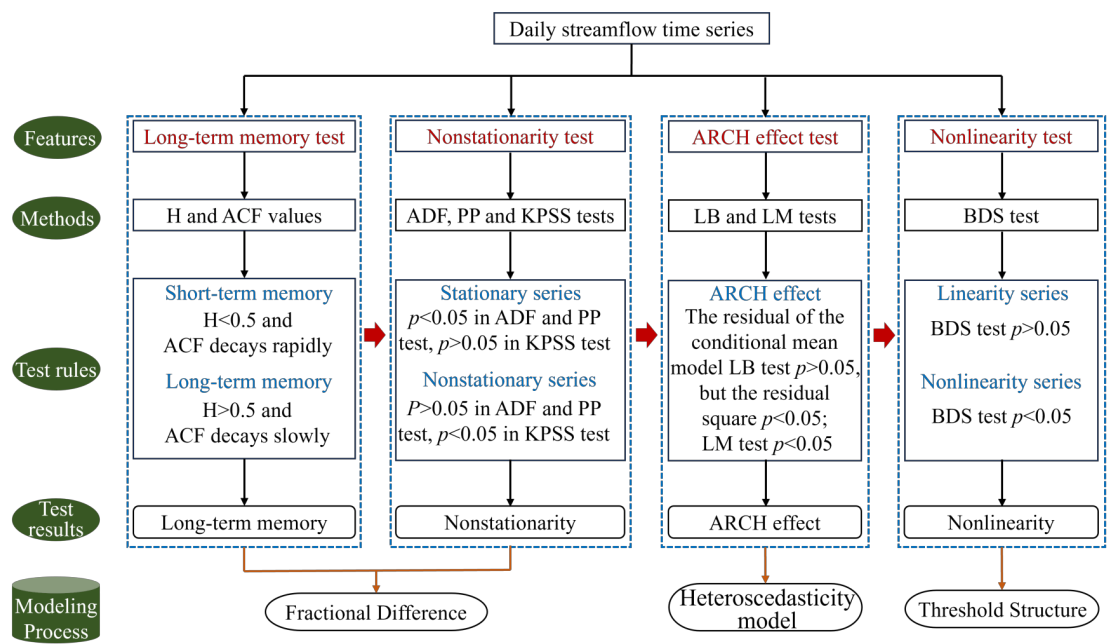 Daily streamflow time series
Features
Long-term memory test
Nonstationarity test
ARCH effect test
Nonlinearity test
Methods
H and ACF values
ADF, PP and KPSS tests
LB and LM tests
BDS test
Test rules
Short-term memory
H<0.5 and
ACF decays rapidly
Long-term memory
H>0.5 and
ACF decays slowly
Stationary series
p<0.05 in ADF and PP
test, p>0.05 in KPSS test
Nonstationary series
P>0.05 in ADF and PP
test, p<0.05 in KPSS test
ARCH effect
The residual of the
conditional mean
model LB test p>0.05,
but the residual
square p<0.05;
LM test p<0.05
Linearity series
BDS test p>0.05
Nonlinearity series
BDS test p<0.05
Test
results
Long-term memory
Nonstationarity
ARCH effect
Nonlinearity
Modeling
Process
Fractional Difference
Heteroscedasticity
model
Threshold Structure